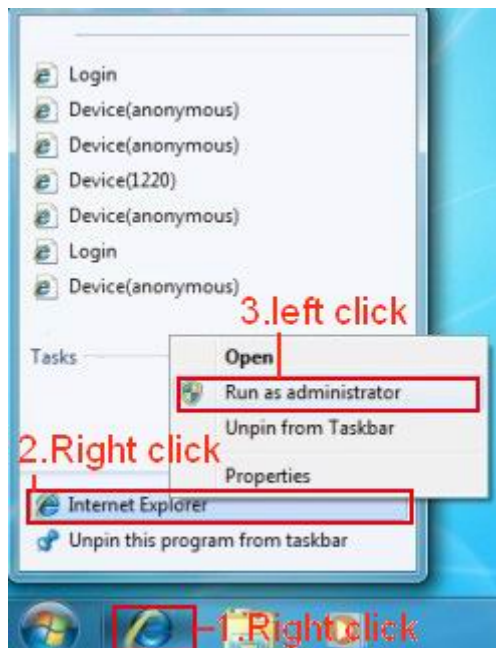 Login
Device(anonymous)
Device(anonymous)
Device(1220)
Device(anonymous)
Login
Device(anonymous)
3.left click
Tasks
Open
Run as administrator
Unpin from Taskbar
2.Right click
Properties
Internet Explorer
Unpin this program from taskbar
1.Right click